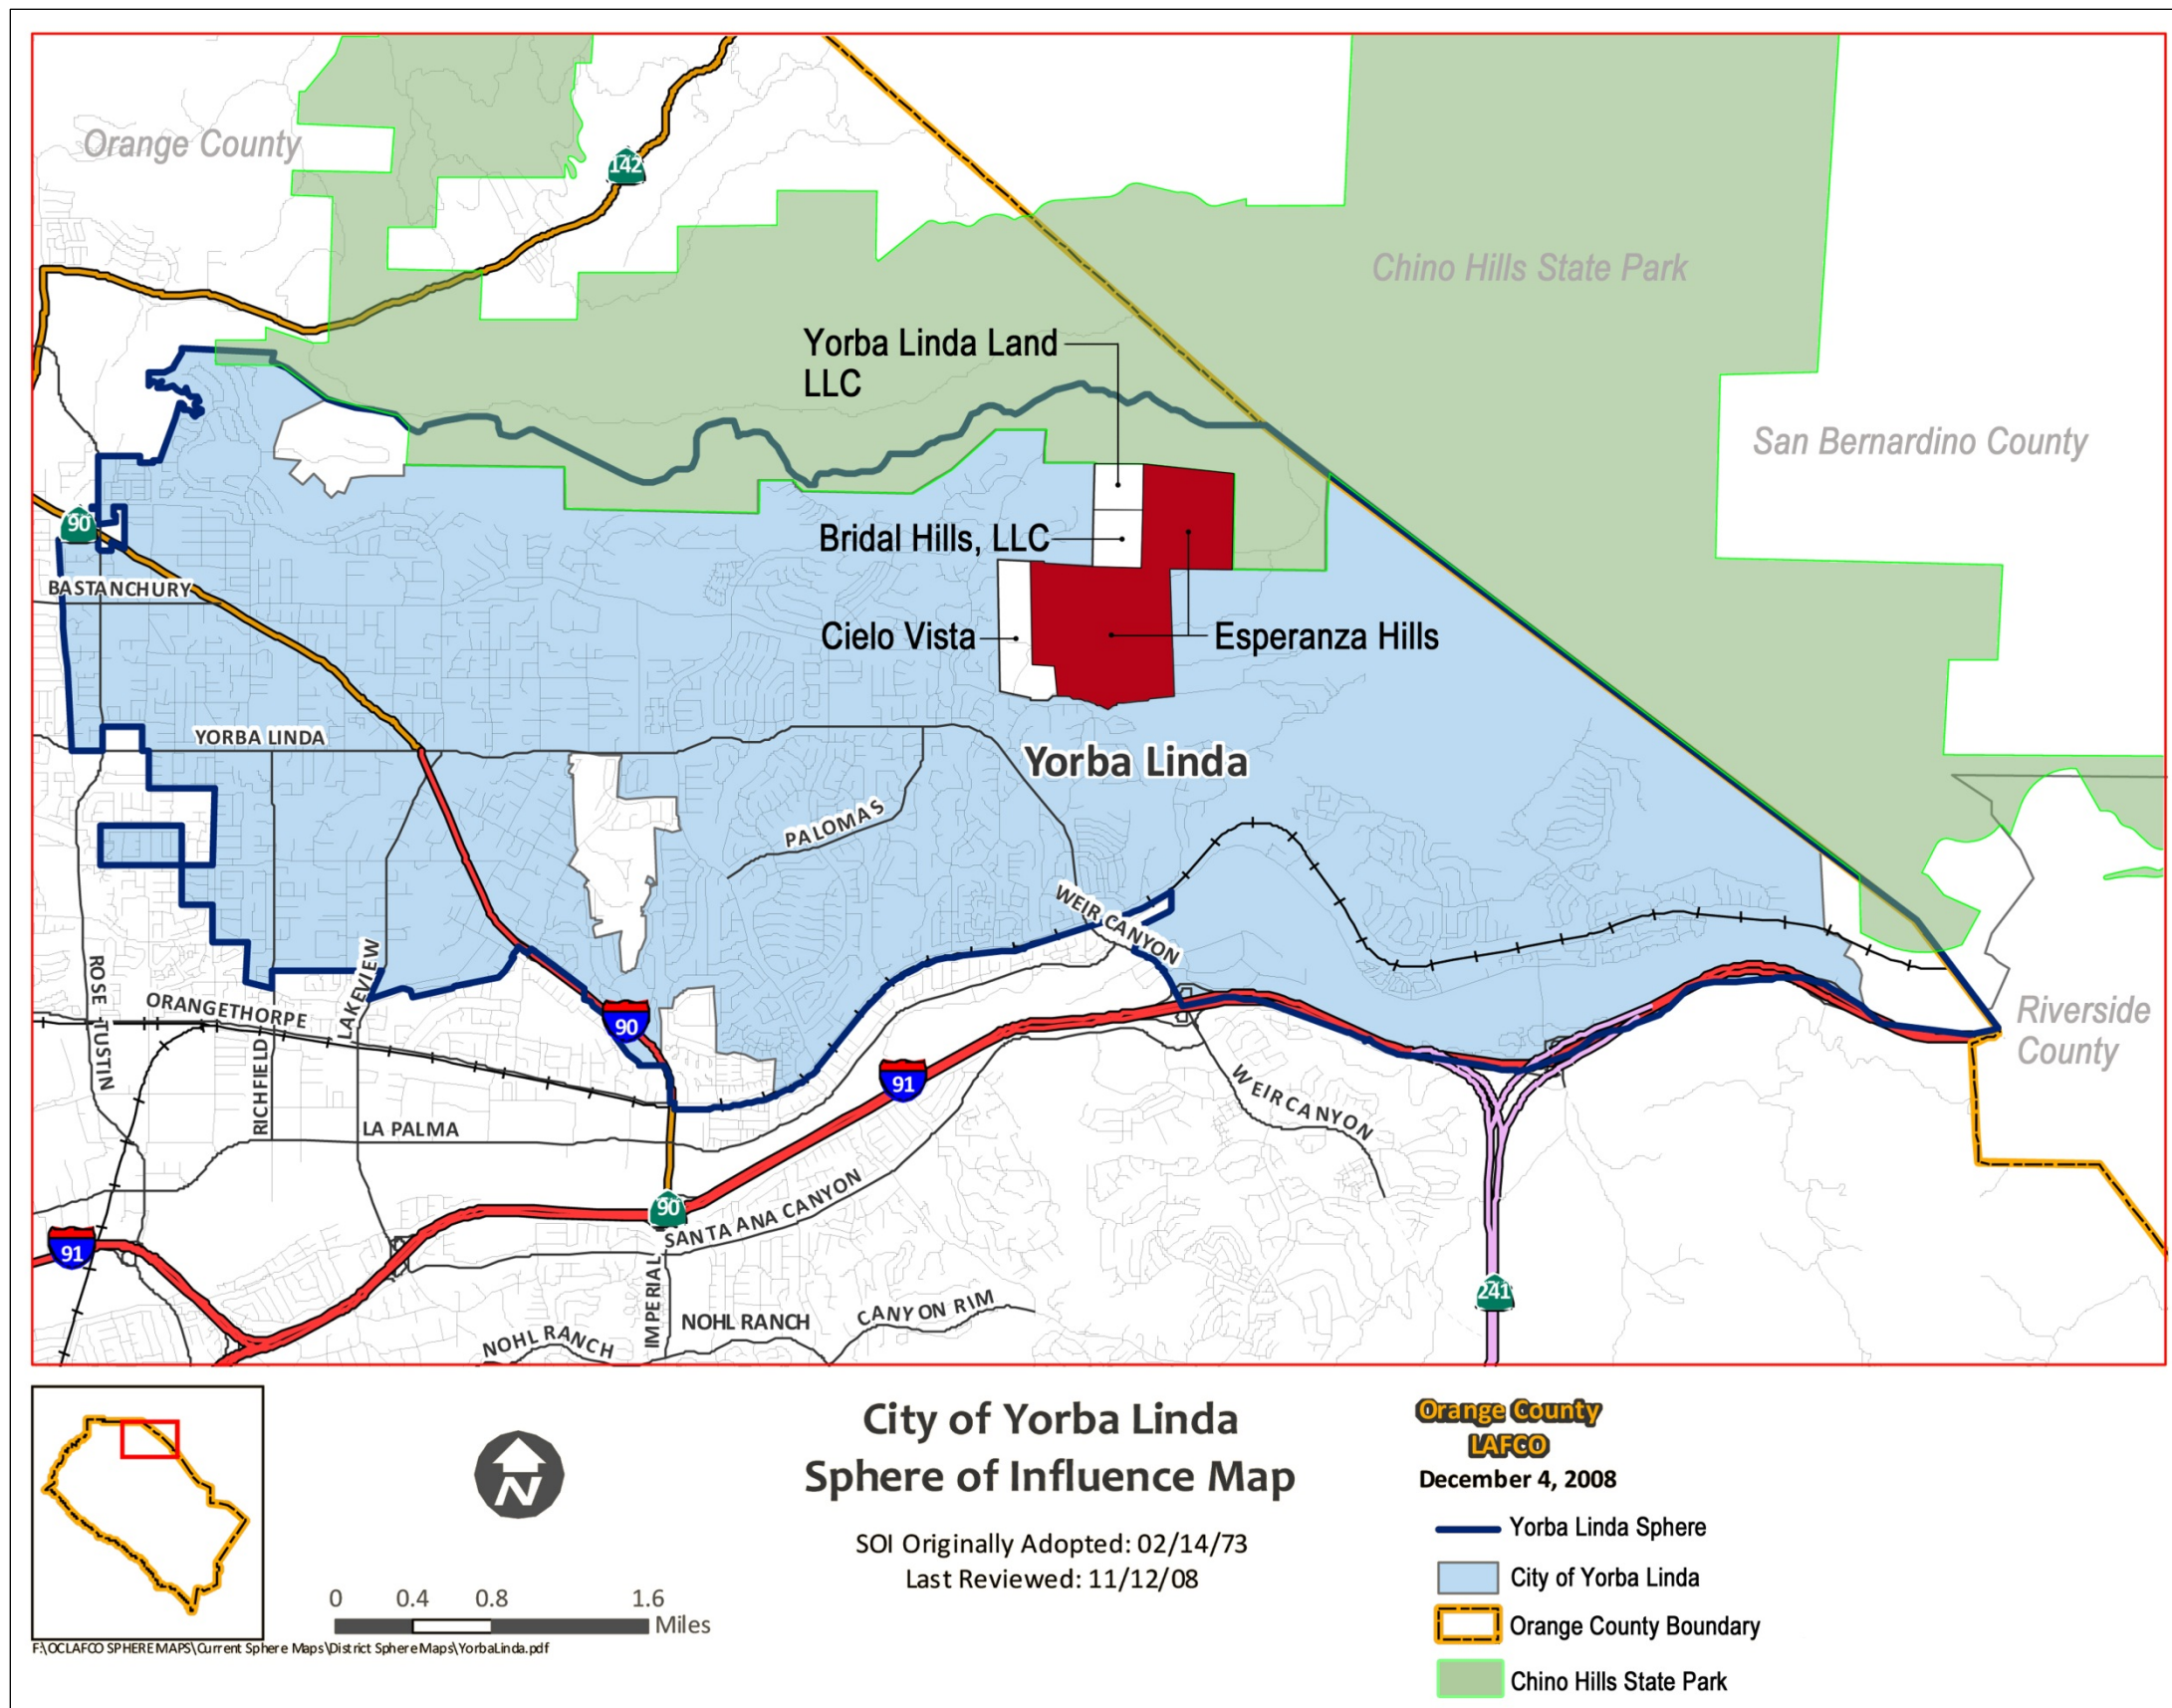 Orange County
142
Chino Hills State Park
Yorba Linda Land
LLC
San Bernardino County
90
Bridal Hills, LLC
BASTANCHURY
Cielo Vista
Esperanza Hills
YORBA LINDA
Yorba Linda
PALOMAS
WEIR CANYON
ROSE
TUSTIN
ORANGETHORPE
LAKEVIEW
RICHFIELD
90
Riverside
County
91
WEIR CANYON
LA PALMA
90
SANTA ANA CANYON
91
IMPERIAL
241
NOHL RANCH
NOHL RANCH
CANYON RIM
City of Yorba Linda
Sphere of Influence Map
SOI Originally Adopted: 02/14/73
Last Reviewed: 11/12/08
N
0 0.4 0.8 1.6
Miles
F:\OCLAFCO SPHERE MAPS\Current Sphere Maps\District Sphere Maps\YorbaLinda.pdf
Orange County
LAFCO
December 4, 2008
Yorba Linda Sphere
City of Yorba Linda
Orange County Boundary
Chino Hills State Park